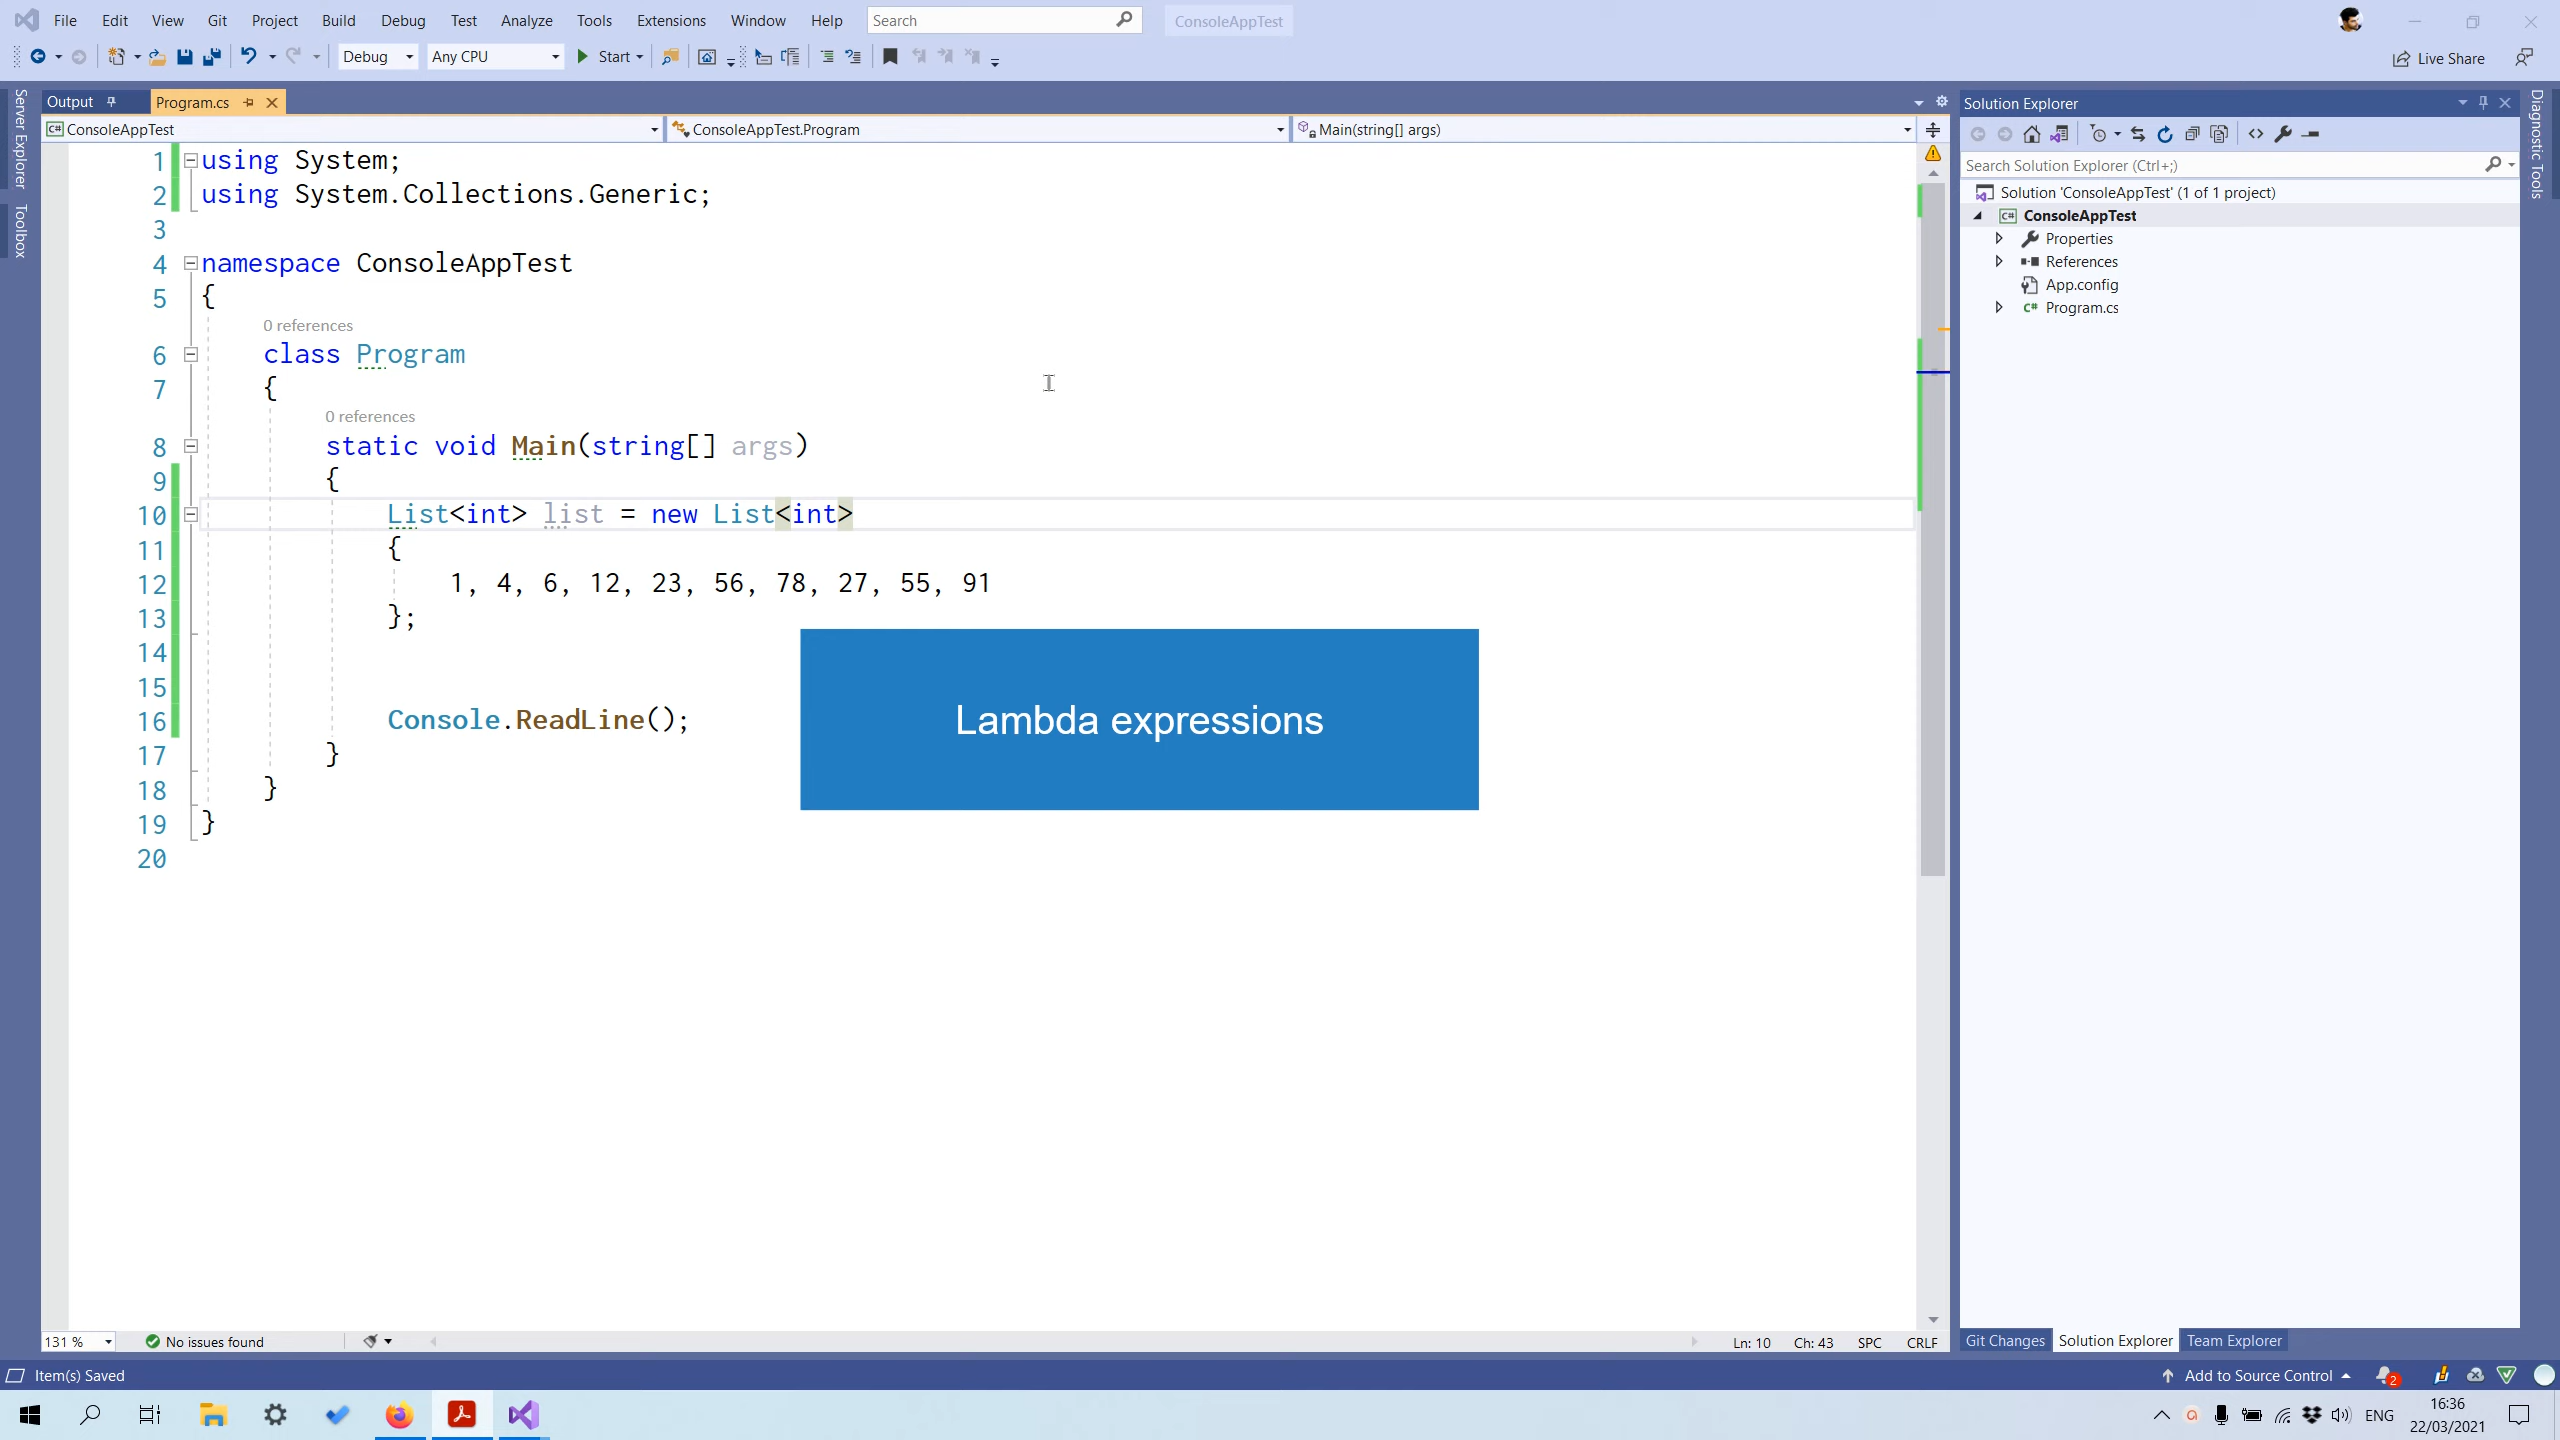 File Edit View Git Project Build Debug Test Analyze Tools Extensions Window Help Search ConsoleAppTest
Debug Any CPU Start Live Share
Server Explorer
Toolbox
Output Program.cs
ConsoleAppTest ConsoleAppTest.Program Main(string[] args)
1 using System;
2 using System.Collections.Generic;
3
4 namespace ConsoleAppTest
5 {
0 references
6 class Program
7 {
0 references
8 static void Main(string[] args)
9 {
10 List<int> list = new List<int>
11 {
12 1, 4, 6, 12, 23, 56, 78, 27, 55, 91
13 };
14
15
16 Console.ReadLine();
17 }
18 }
19 }
20
Lambda expressions
Solution Explorer
Search Solution Explorer (Ctrl+;)
Solution 'ConsoleAppTest' (1 of 1 project)
C# ConsoleAppTest
Properties
References
App.config
C# Program.cs
Diagnostic Tools
131 % No issues found Ln: 10 Ch: 43 SPC CRLF
Git Changes Solution Explorer Team Explorer
Item(s) Saved Add to Source Control 2
ENG 16:36
22/03/2021